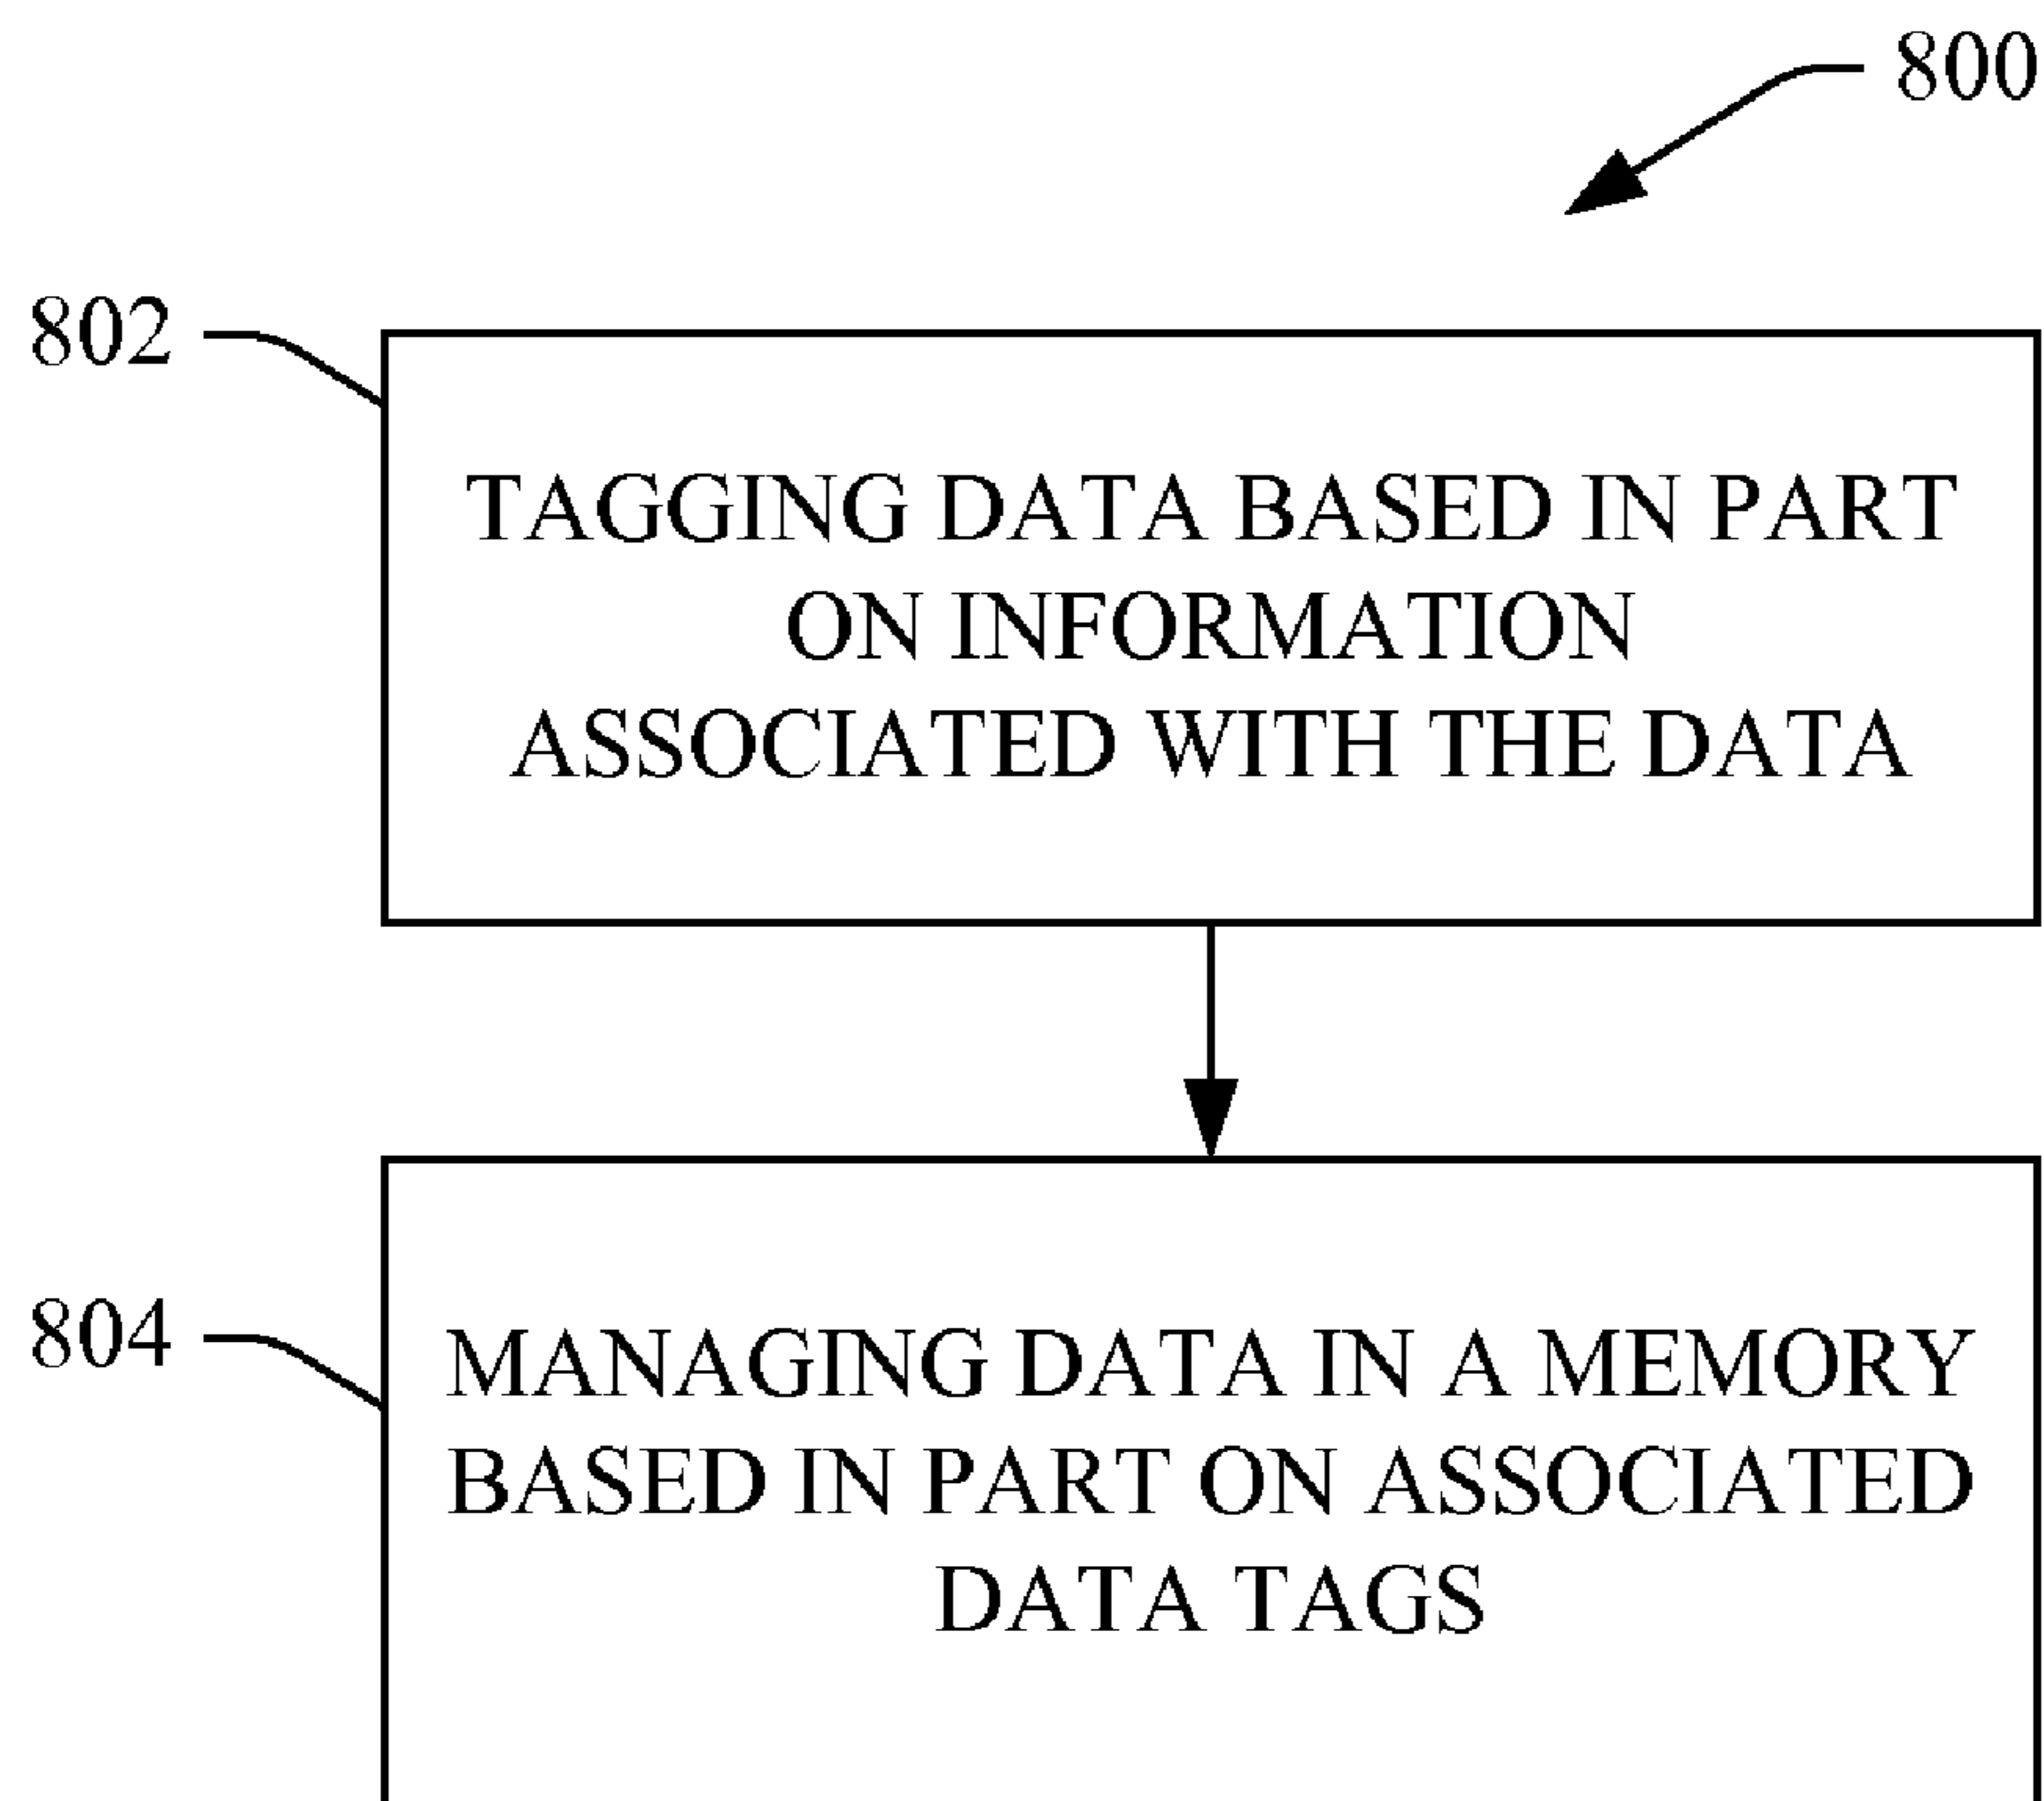 800
802
TAGGING DATA BASED IN PART
ON INFORMATION
ASSOCIATED WITH THE DATA
804
MANAGING DATA IN A MEMORY
BASED IN PART ON ASSOCIATED
DATA TAGS